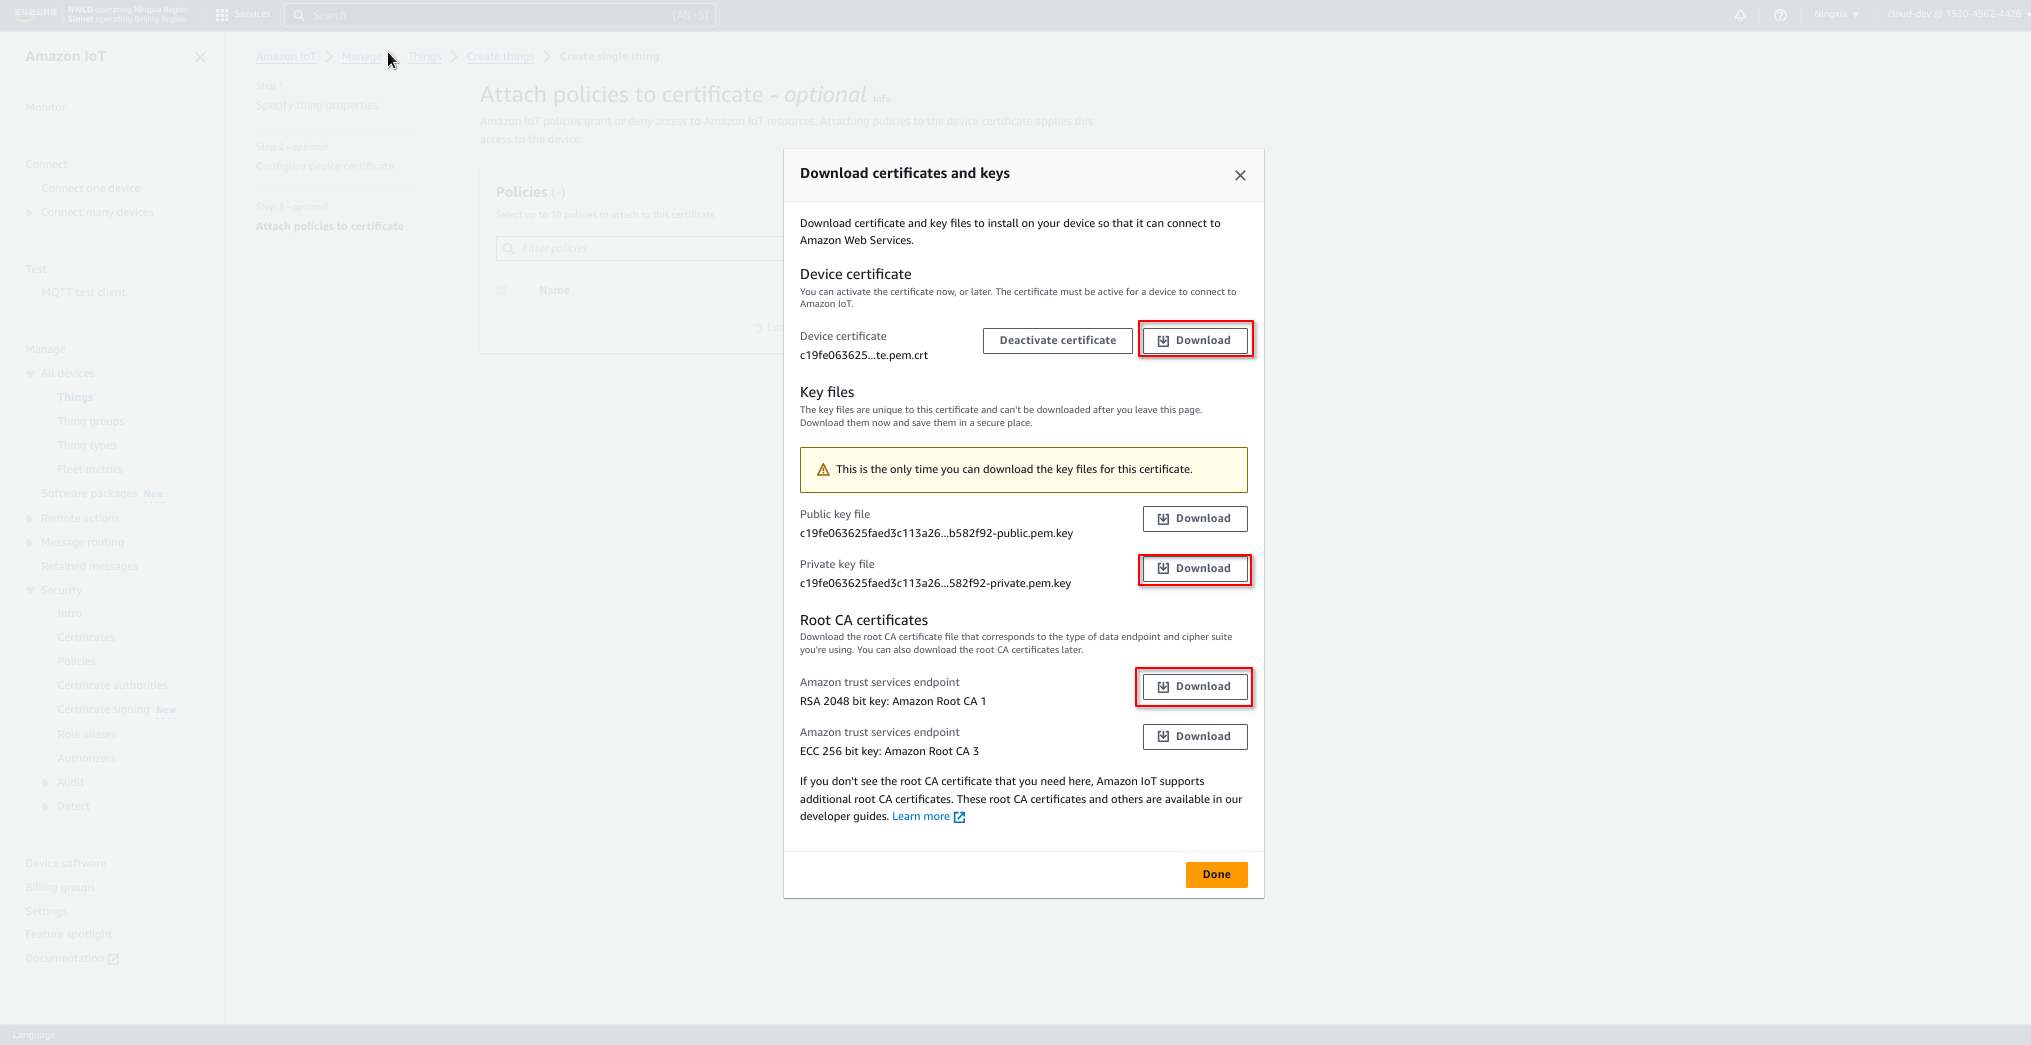 NWCD operating Ningxia Region
Sinnet operating Beijing Region
Services
Search
[Alt+S]
Ningxia
cloud-dev @ 1530-4562-4426
Amazon IoT
Monitor
Connect
Connect one device
Connect many devices
Test
MQTT test client
Manage
All devices
Things
Thing groups
Thing types
Fleet metrics
Software packages New
Remote actions
Message routing
Retained messages
Security
Intro
Certificates
Policies
Certificate authorities
Certificate signing New
Role aliases
Authorizers
Audit
Detect
Device software
Billing groups
Settings
Feature spotlight
Documentation
Language
Amazon IoT
Manage
Things
Create things
Create single thing
Step 1
Specify thing properties
Step 2 - optional
Configure device certificate
Step 3 - optional
Attach policies to certificate
Attach policies to certificate - optional Info
Amazon IoT policies grant or deny access to Amazon IoT resources. Attaching policies to the device certificate applies this
access to the device.
Policies (-)
Select up to 10 policies to attach to this certificate.
Filter policies
Name
Download certificates and keys
Download certificate and key files to install on your device so that it can connect to
Amazon Web Services.
Device certificate
You can activate the certificate now, or later. The certificate must be active for a device to connect to
Amazon IoT.
Device certificate
c19fe063625...te.pem.crt
Deactivate certificate
Download
Key files
The key files are unique to this certificate and can't be downloaded after you leave this page.
Download them now and save them in a secure place.
This is the only time you can download the key files for this certificate.
Public key file
c19fe063625faed3c113a26...b582f92-public.pem.key
Download
Private key file
c19fe063625faed3c113a26...582f92-private.pem.key
Download
Root CA certificates
Download the root CA certificate file that corresponds to the type of data endpoint and cipher suite
you're using. You can also download the root CA certificates later.
Amazon trust services endpoint
RSA 2048 bit key: Amazon Root CA 1
Download
Amazon trust services endpoint
ECC 256 bit key: Amazon Root CA 3
Download
If you don't see the root CA certificate that you need here, Amazon IoT supports
additional root CA certificates. These root CA certificates and others are available in our
developer guides. Learn more
Done